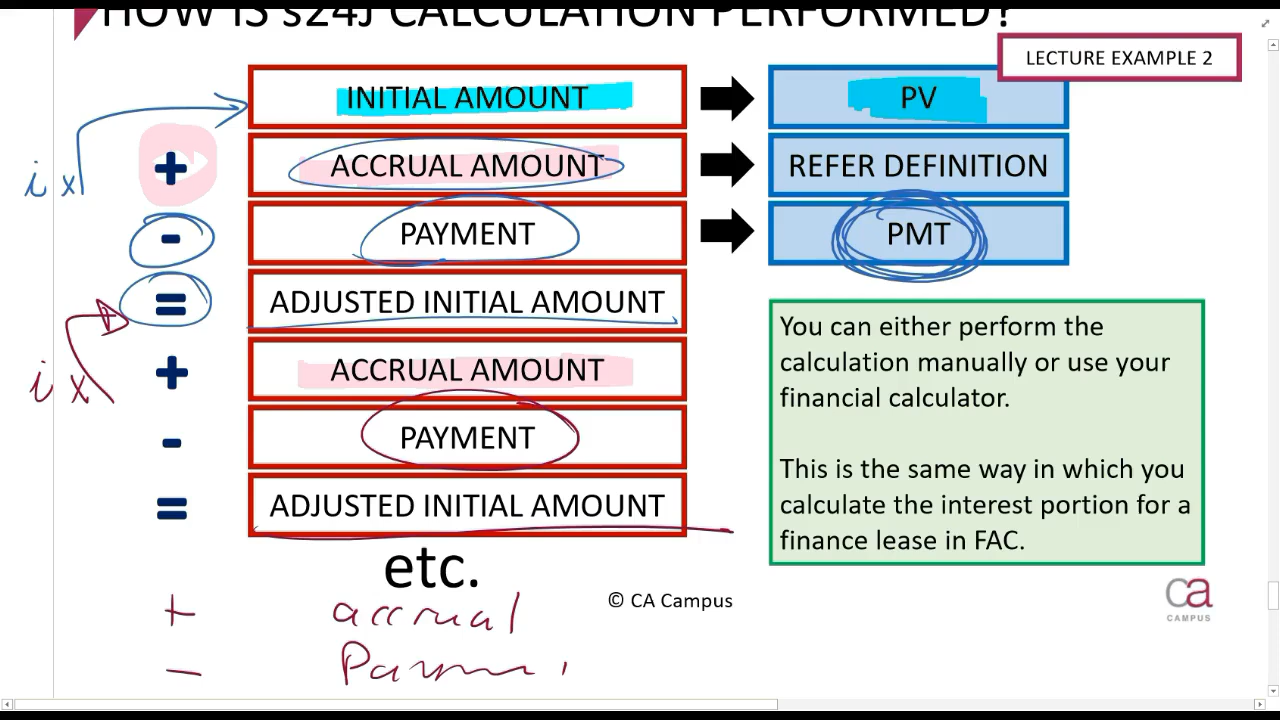 HOW IS s24J CALCULATION PERFORMED?
LECTURE EXAMPLE 2
INITIAL AMOUNT PV
i x + ACCRUAL AMOUNT REFER DEFINITION
- PAYMENT PMT
= ADJUSTED INITIAL AMOUNT
i x + ACCRUAL AMOUNT
- PAYMENT
= ADJUSTED INITIAL AMOUNT
etc.
+ accrual
-
You can either perform the
calculation manually or use your
financial calculator.
This is the same way in which you
calculate the interest portion for a
finance lease in FAC.
© CA Campus
ca
CAMPUS